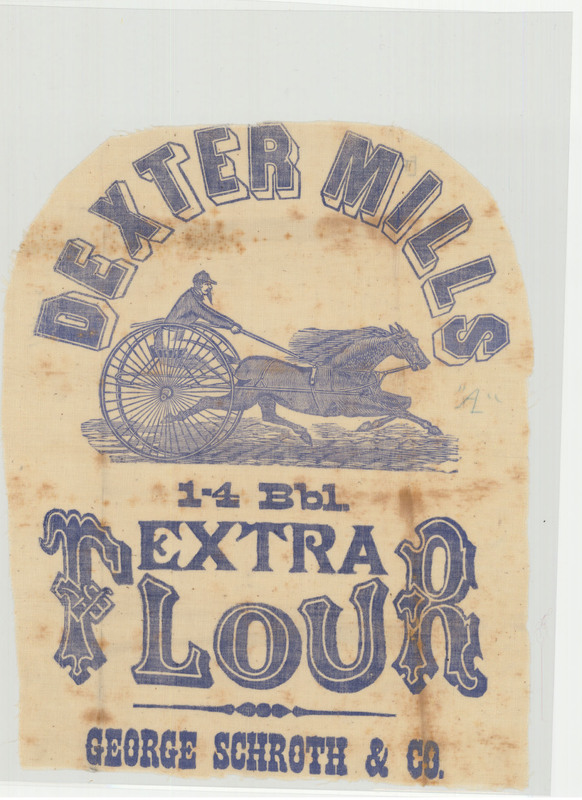 DEXTER MILLS
"A"
1-4 Bbl.
EXTRA
FLOUR
GEORGE SCHROTH & CO.